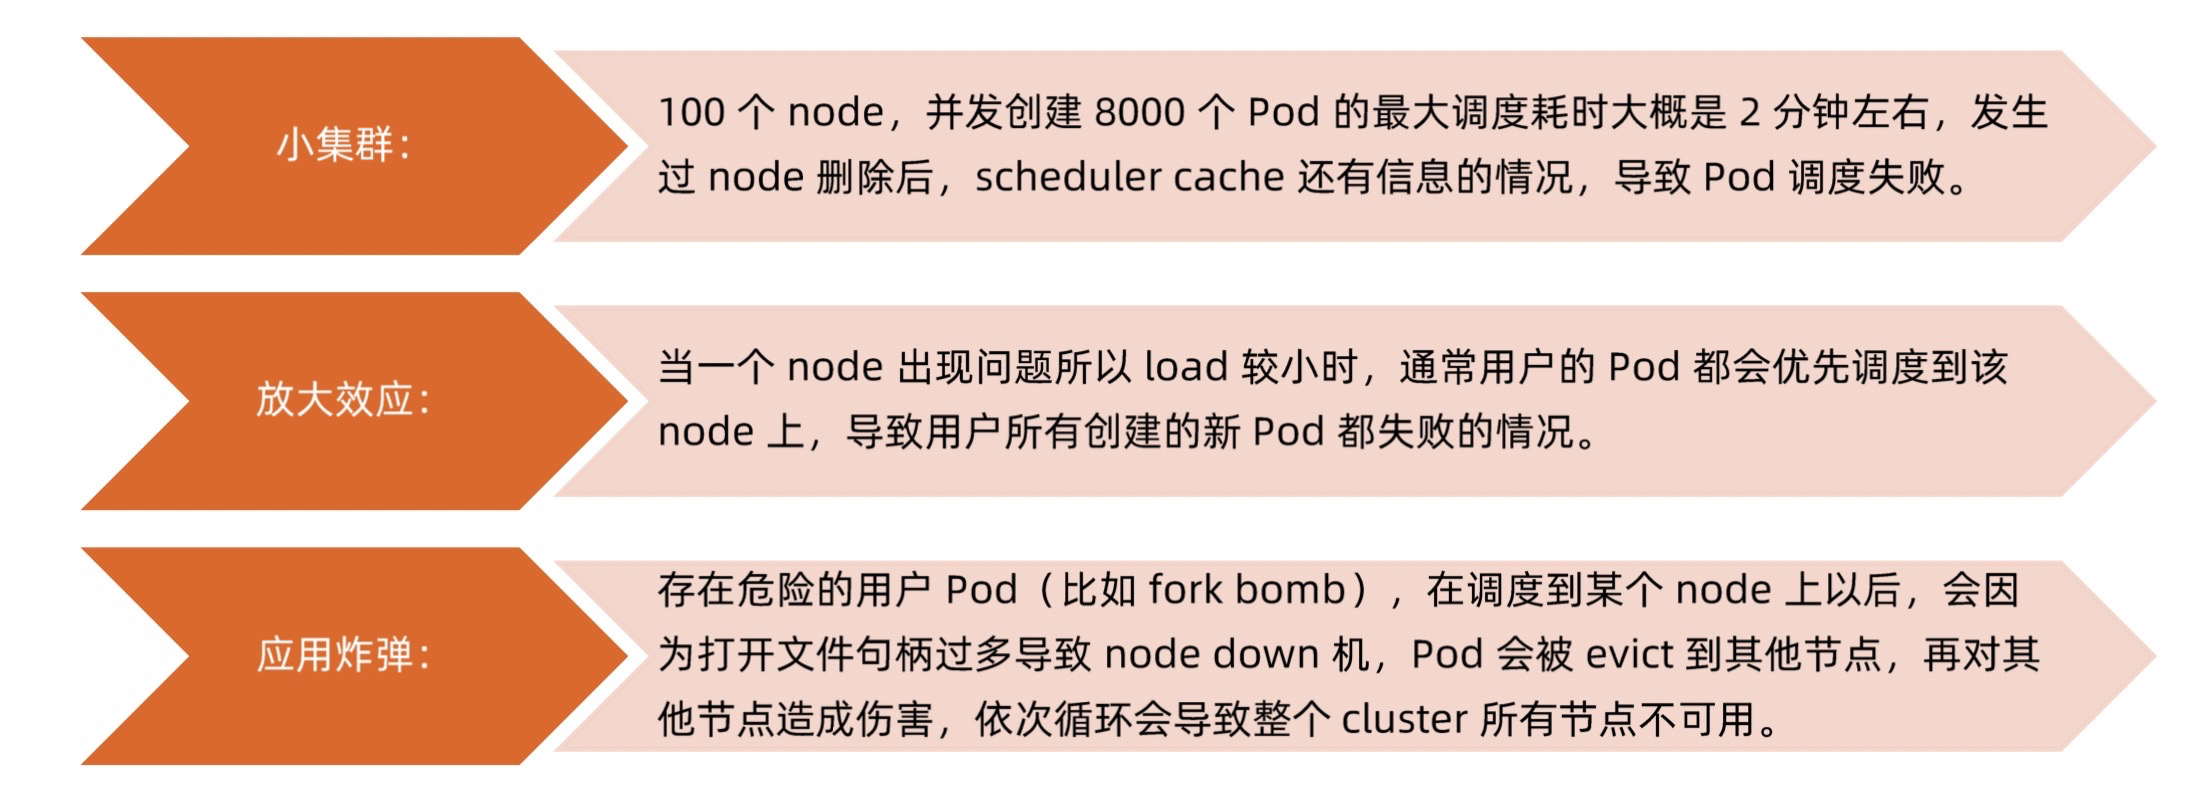 小集群：
100 个 node，并发创建 8000 个 Pod 的最大调度耗时大概是 2 分钟左右，发生
过 node 删除后，scheduler cache 还有信息的情况，导致 Pod 调度失败。
放大效应：
当一个 node 出现问题所以 load 较小时，通常用户的 Pod 都会优先调度到该
node 上，导致用户所有创建的新 Pod 都失败的情况。
应用炸弹：
存在危险的用户 Pod（比如 fork bomb），在调度到某个 node 上以后，会因
为打开文件句柄过多导致 node down 机，Pod 会被 evict 到其他节点，再对其
他节点造成伤害，依次循环会导致整个 cluster 所有节点不可用。